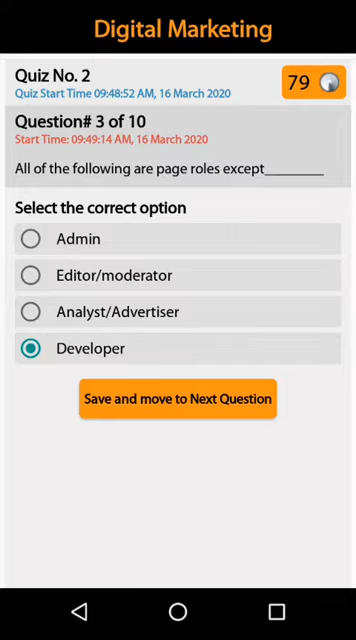 Digital Marketing
Quiz No. 2
79
Quiz Start Time 09:48:52 AM, 16 March 2020
Question# 3 of 10
Start Time: 09:49:14 AM, 16 March 2020
All of the following are page roles except________
Select the correct option
Admin
Editor/moderator
Analyst/Advertiser
Developer
Save and move to Next Question